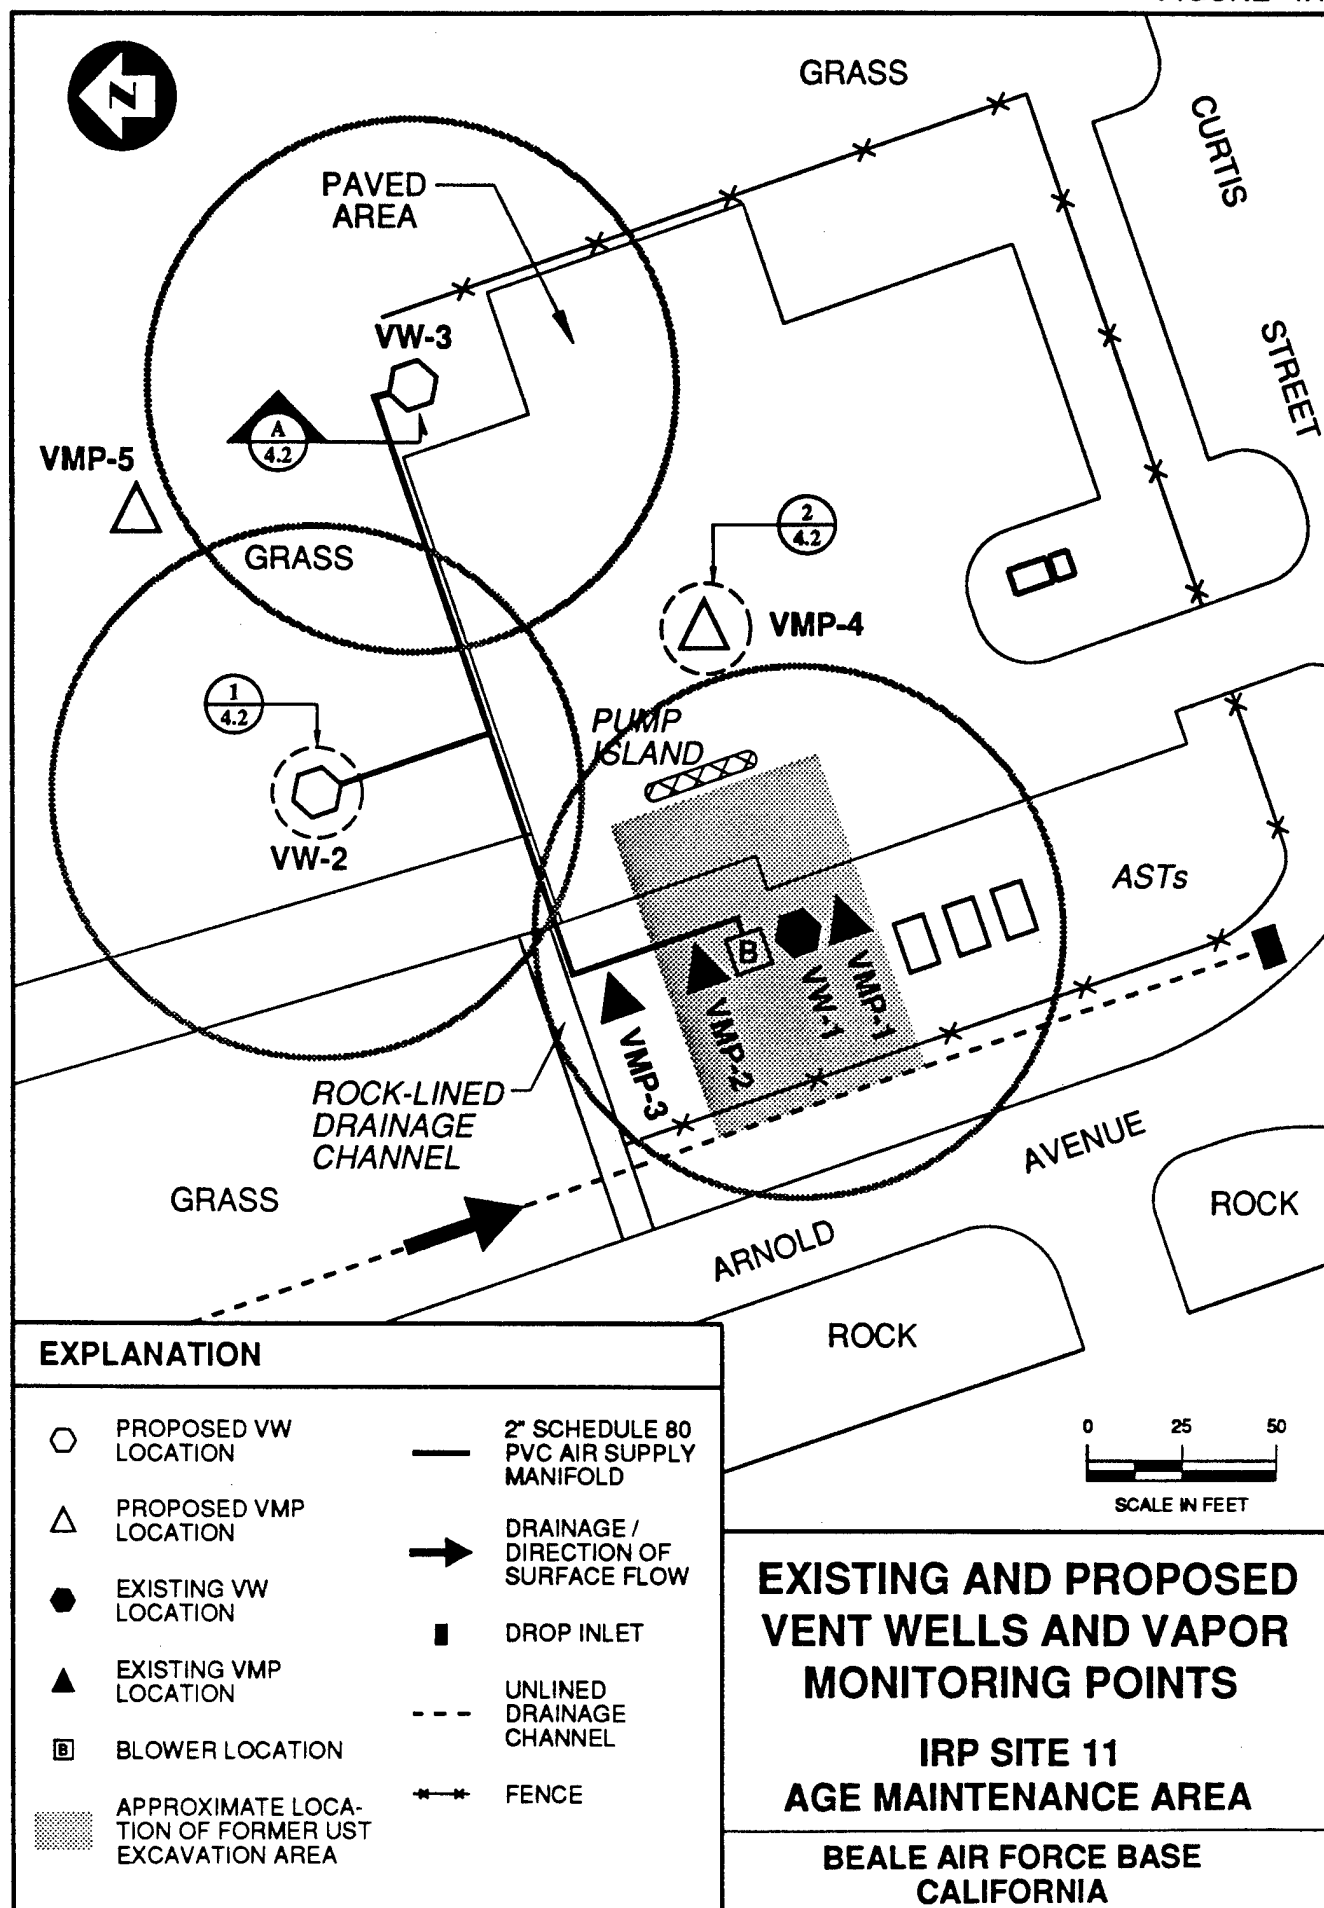 N
GRASS
CURTIS
STREET
PAVED
AREA
VW-3
A
4.2
VMP-5
GRASS
2
4.2
VMP-4
1
4.2
VW-2
PUMP
ISLAND
ASTs
B
VMP-1
VW-1
VMP-2
VMP-3
ROCK-LINED
DRAINAGE
CHANNEL
GRASS
ARNOLD
AVENUE
ROCK
ROCK
EXPLANATION
PROPOSED VW
LOCATION
PROPOSED VMP
LOCATION
EXISTING VW
LOCATION
EXISTING VMP
LOCATION
B
BLOWER LOCATION
APPROXIMATE LOCA-
TION OF FORMER UST
EXCAVATION AREA
2" SCHEDULE 80
PVC AIR SUPPLY
MANIFOLD
DRAINAGE /
DIRECTION OF
SURFACE FLOW
DROP INLET
UNLINED
DRAINAGE
CHANNEL
FENCE
0 25 50
SCALE IN FEET
EXISTING AND PROPOSED
VENT WELLS AND VAPOR
MONITORING POINTS
IRP SITE 11
AGE MAINTENANCE AREA
BEALE AIR FORCE BASE
CALIFORNIA